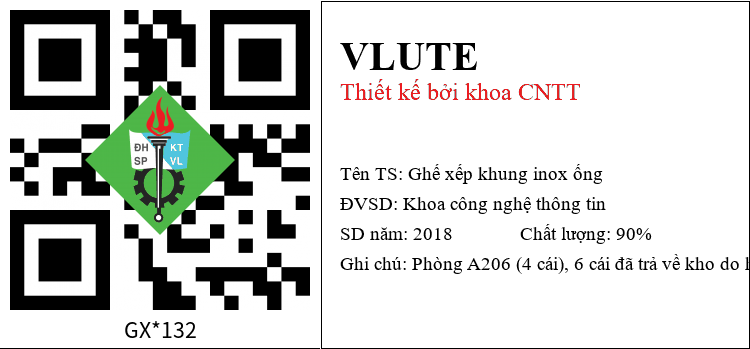 VLUTE
Thiết kế bởi khoa CNTT
ĐH KT
SP VL
Tên TS: Ghế xếp khung inox ống
ĐVSD: Khoa công nghệ thông tin
SD năm: 2018 Chất lượng: 90%
Ghi chú: Phòng A206 (4 cái), 6 cái đã trả về kho do
GX*132